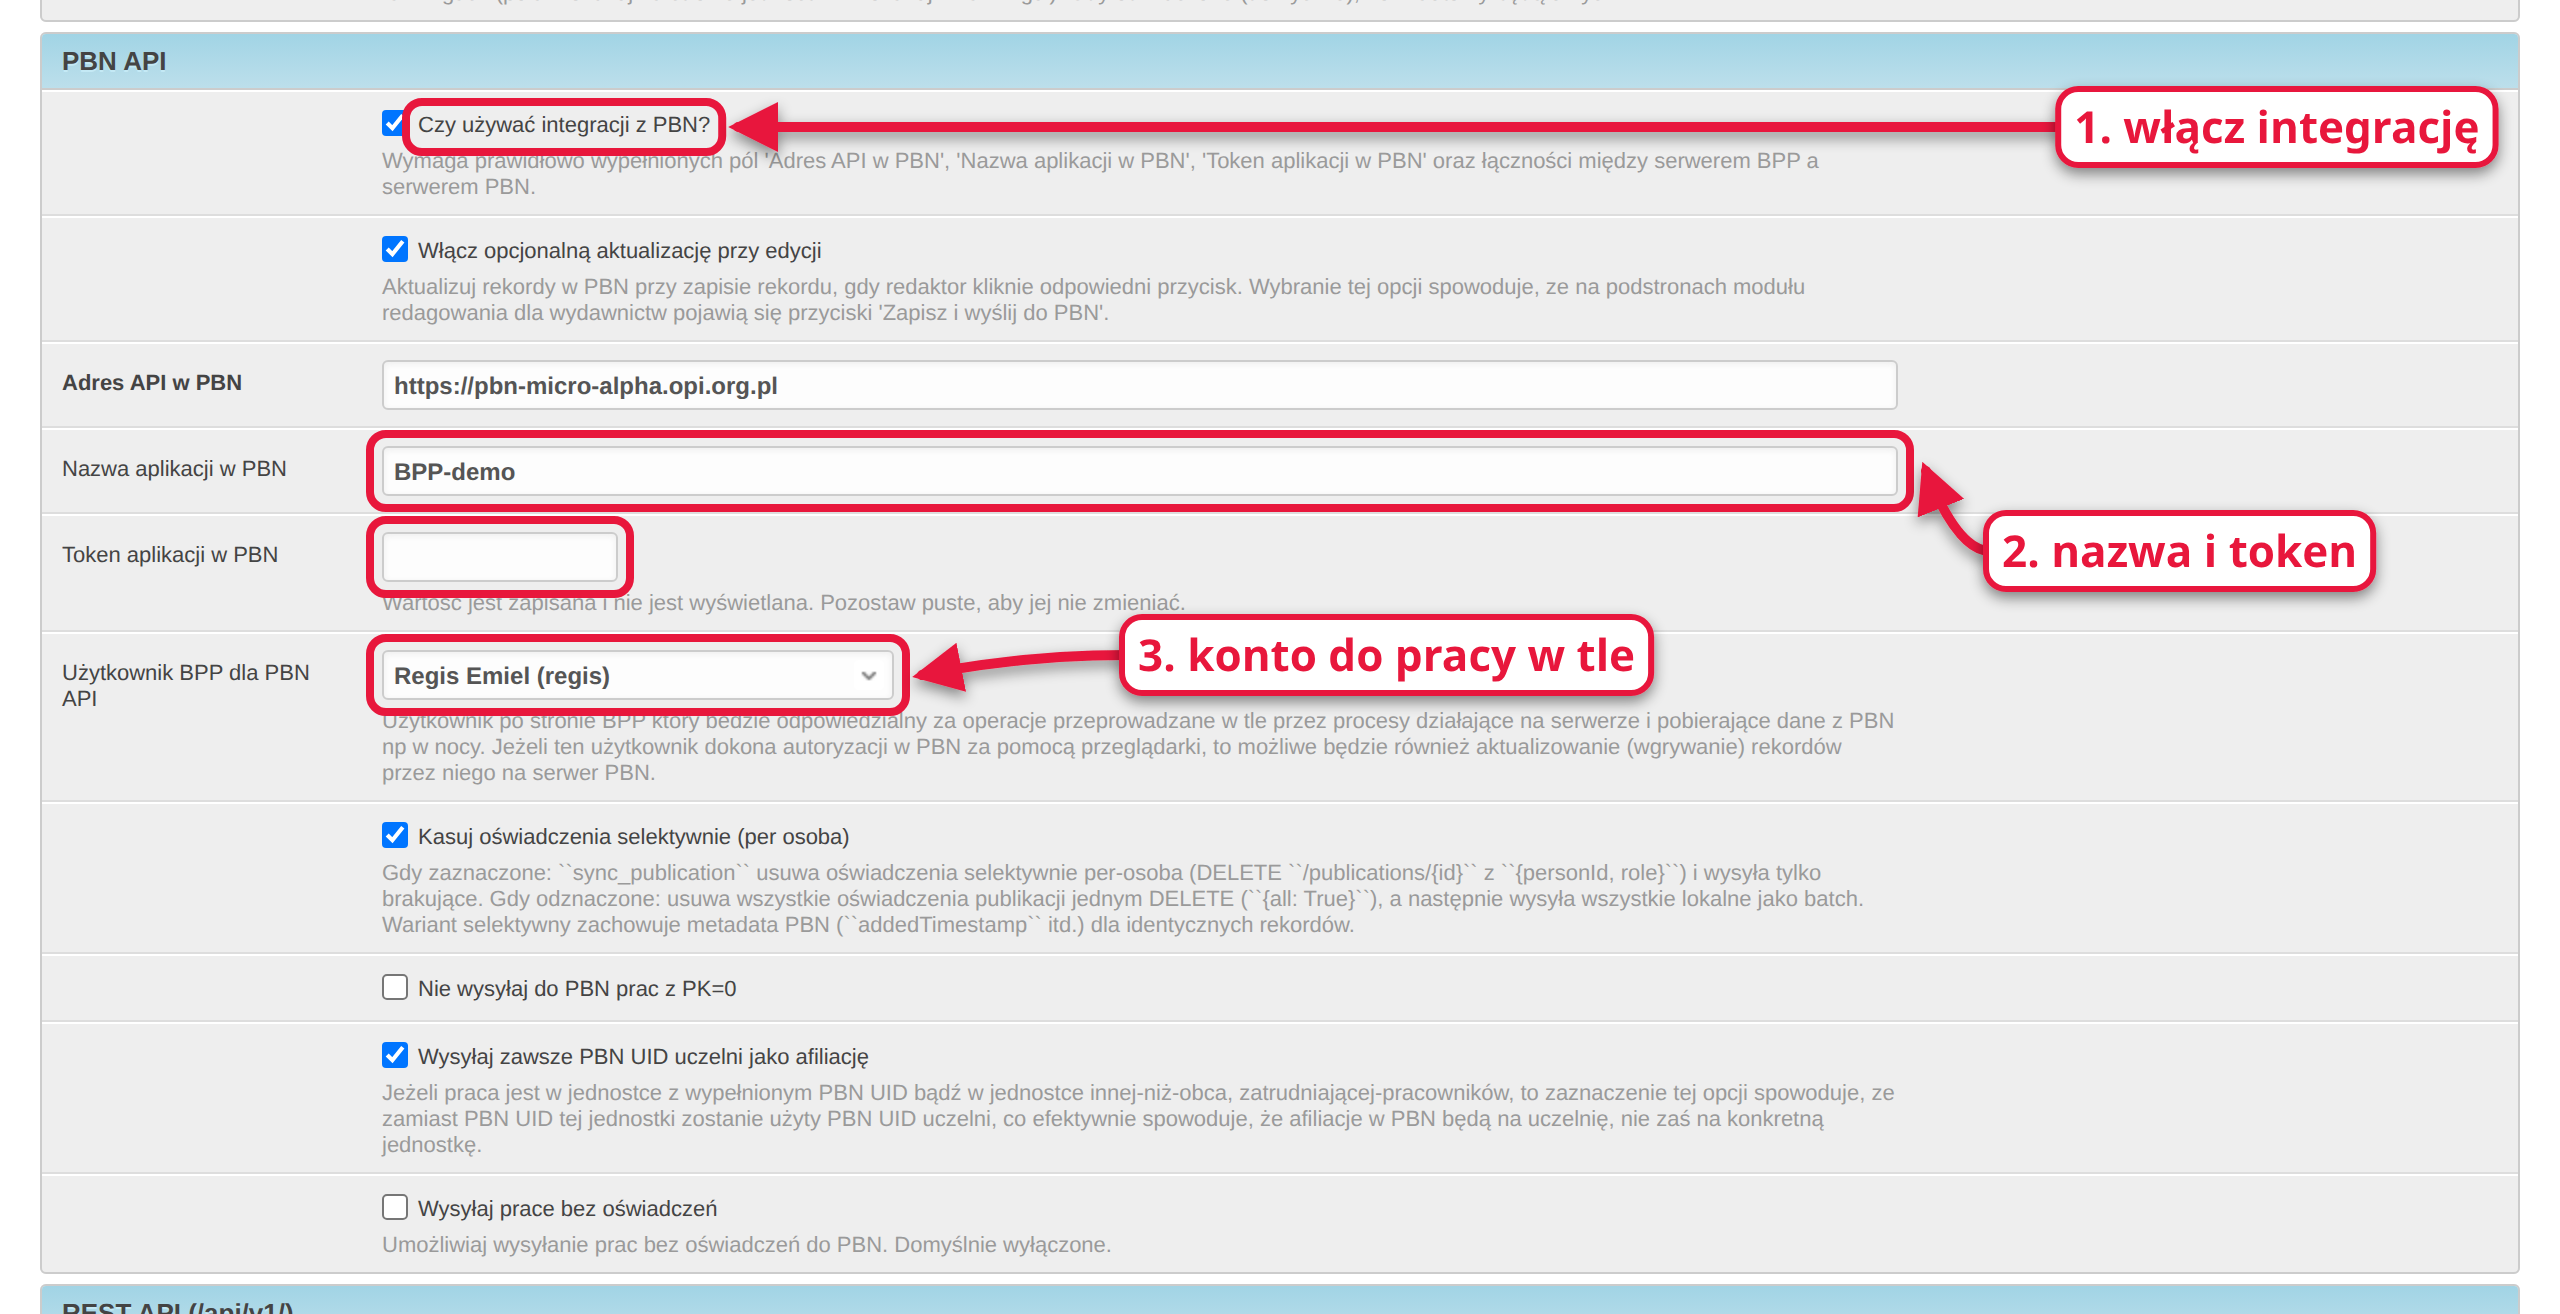 PBN API
Czy używać integracji z PBN?
1. włącz integrację
Wymaga prawidłowo wypełnionych pól 'Adres API w PBN', 'Nazwa aplikacji w PBN', 'Token aplikacji w PBN' oraz łączności między serwerem BPP a
serwerem PBN.
Włącz opcjonalną aktualizację przy edycji
Aktualizuj rekordy w PBN przy zapisie rekordu, gdy redaktor kliknie odpowiedni przycisk. Wybranie tej opcji spowoduje, ze na podstronach modułu
redagowania dla wydawnictw pojawią się przyciski 'Zapisz i wyślij do PBN'.
Adres API w PBN
https://pbn-micro-alpha.opi.org.pl
Nazwa aplikacji w PBN
BPP-demo
2. nazwa i token
Token aplikacji w PBN
Wartość jest zapisana i nie jest wyświetlana. Pozostaw puste, aby jej nie zmieniać.
3. konto do pracy w tle
Użytkownik BPP dla PBN
API
Regis Emiel (regis)
Użytkownik po stronie BPP który będzie odpowiedzialny za operacje przeprowadzane w tle przez procesy działające na serwerze i pobierające dane z PBN
np w nocy. Jeżeli ten użytkownik dokona autoryzacji w PBN za pomocą przeglądarki, to możliwe będzie również aktualizowanie (wgrywanie) rekordów
przez niego na serwer PBN.
Kasuj oświadczenia selektywnie (per osoba)
Gdy zaznaczone: ``sync_publication`` usuwa oświadczenia selektywnie per-osoba (DELETE ``/publications/{id}`` z ``{personId, role}``) i wysyła tylko
brakujące. Gdy odznaczone: usuwa wszystkie oświadczenia publikacji jednym DELETE (``{all: True}``), a następnie wysyła wszystkie lokalne jako batch.
Wariant selektywny zachowuje metadata PBN (``addedTimestamp`` itd.) dla identycznych rekordów.
Nie wysyłaj do PBN prac z PK=0
Wysyłaj zawsze PBN UID uczelni jako afiliację
Jeżeli praca jest w jednostce z wypełnionym PBN UID bądź w jednostce innej-niż-obca, zatrudniającej-pracowników, to zaznaczenie tej opcji spowoduje, ze
zamiast PBN UID tej jednostki zostanie użyty PBN UID uczelni, co efektywnie spowoduje, że afiliacje w PBN będą na uczelnię, nie zaś na konkretną
jednostkę.
Wysyłaj prace bez oświadczeń
Umożliwiaj wysyłanie prac bez oświadczeń do PBN. Domyślnie wyłączone.
REST API (/api/v1/)